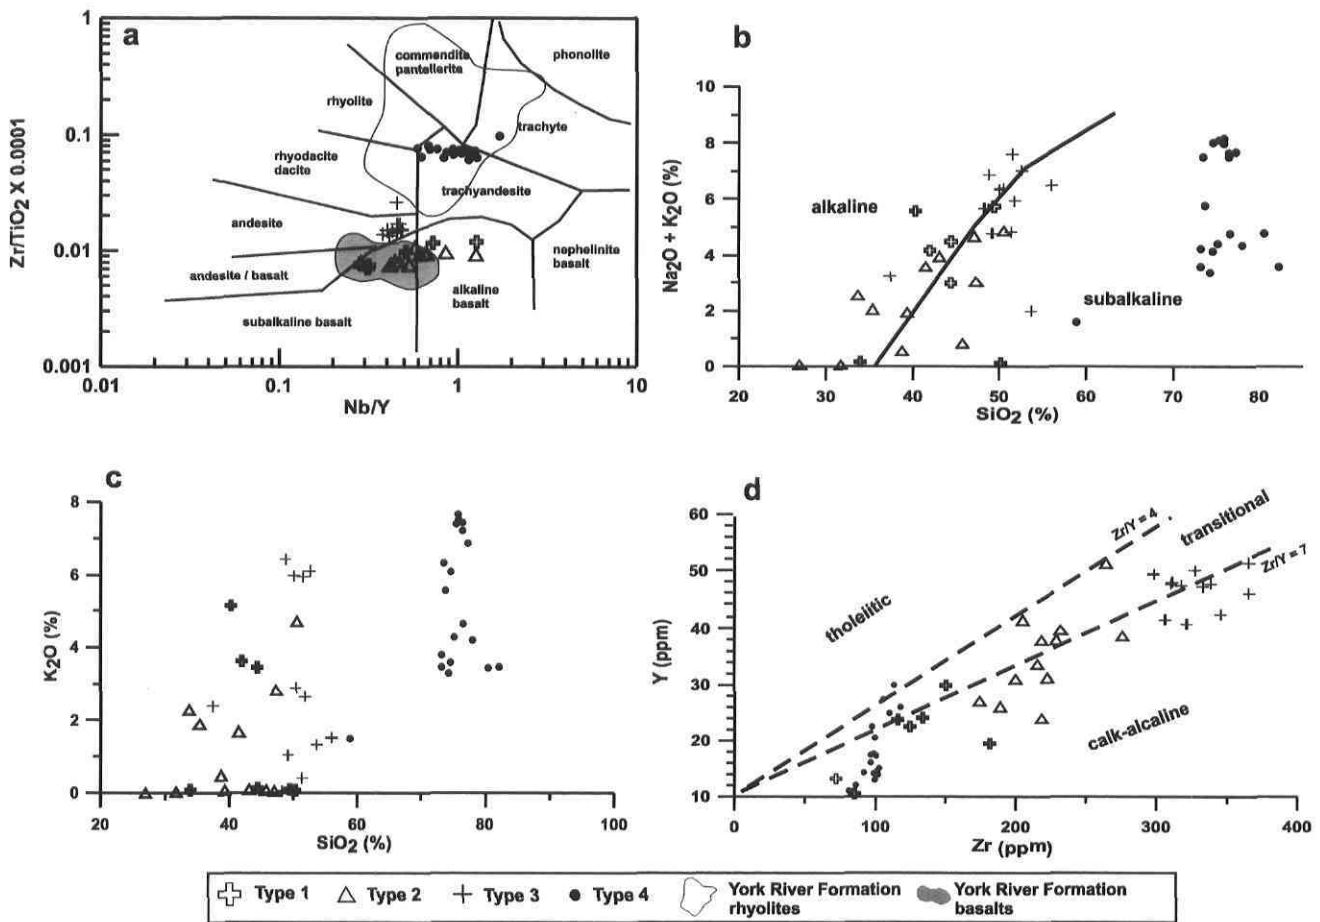 a
1
0.1
0.01
0.001
Zr/TiO2 X 0.0001
commendite
pantellerite
phonolite
rhyolite
trachyte
rhyodacite
dacite
trachyandesite
andesite
nephelinite
basalt
andesite / basalt
alkaline
basalt
subalkaline basalt
0.01
0.1
1
10
Nb/Y
b
10
8
6
4
2
0
Na2O + K2O (%)
alkaline
subalkaline
20
30
40
50
60
70
80
SiO2 (%)
c
8
6
4
2
0
K2O (%)
20
40
60
80
100
SiO2 (%)
d
60
50
40
30
20
10
Y (ppm)
Zr/Y = 4
transitional
Zr/Y = 7
tholeiitic
calk-alcaline
0
100
200
300
400
Zr (ppm)
Type 1
Type 2
Type 3
Type 4
York River Formation
rhyolites
York River Formation
basalts